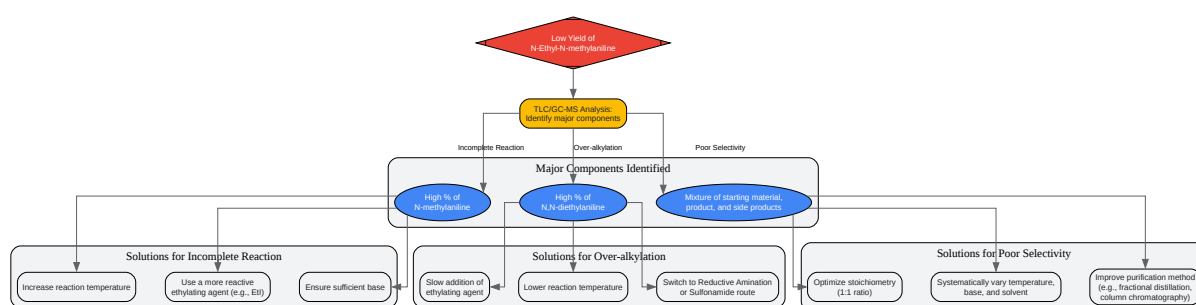 Low Yield of
N-Ethyl-N-methylaniline
TLC/GC-MS Analysis:
Identify major components
Incomplete Reaction
Over-alkylation
Poor Selectivity
Major Components Identified
High % of
N-methylaniline
High % of
N,N-diethylaniline
Mixture of starting material,
product, and side products
Solutions for Incomplete Reaction
Increase reaction temperature
Use a more reactive
ethylating agent (e.g., EtI)
Ensure sufficient base
Solutions for Over-alkylation
Slow addition of
ethylating agent
Lower reaction temperature
Switch to Reductive Amination
or Sulfonamide route
Solutions for Poor Selectivity
Optimize stoichiometry
(1:1 ratio)
Systematically vary temperature,
base, and solvent
Improve purification method
(e.g., fractional distillation,
column chromatography)